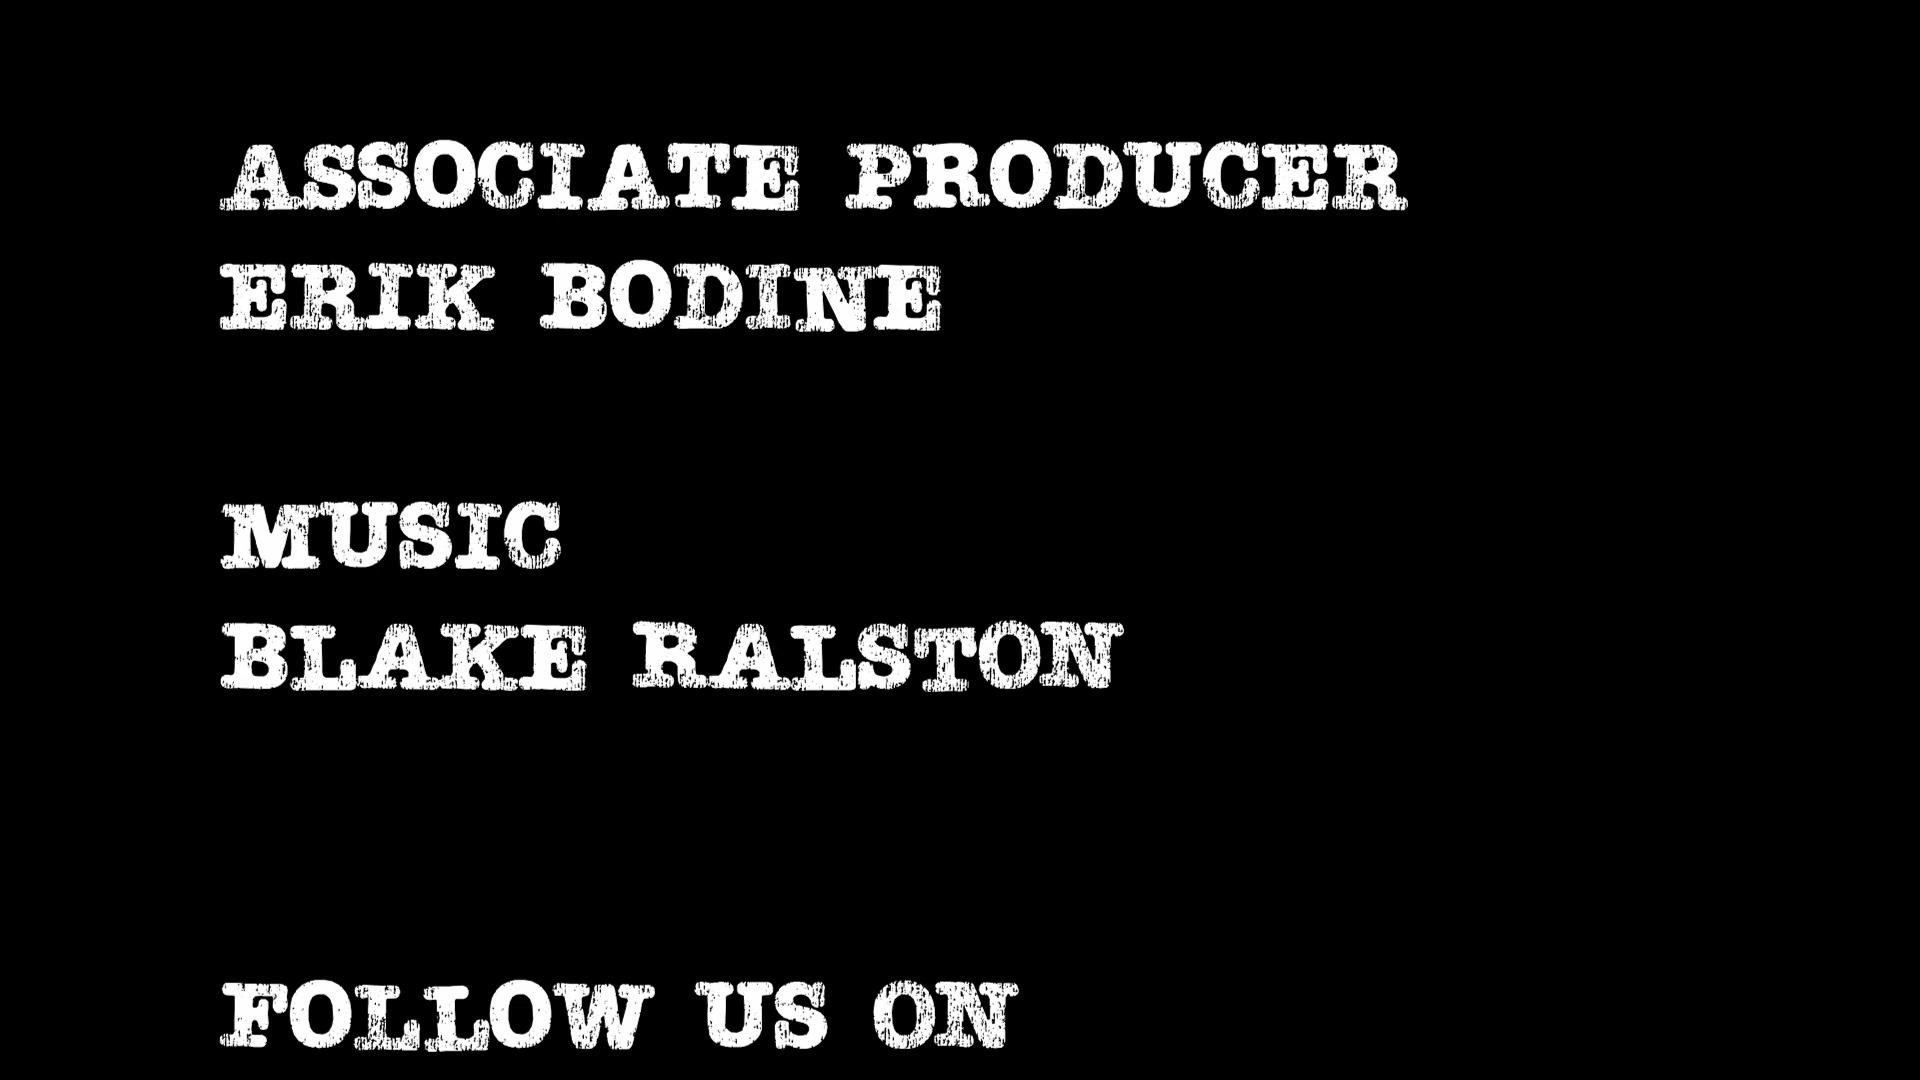 ASSOCIATE PRODUCER
ERIK BODINE
MUSIC
BLAKE RALSTON
FOLLOW US ON